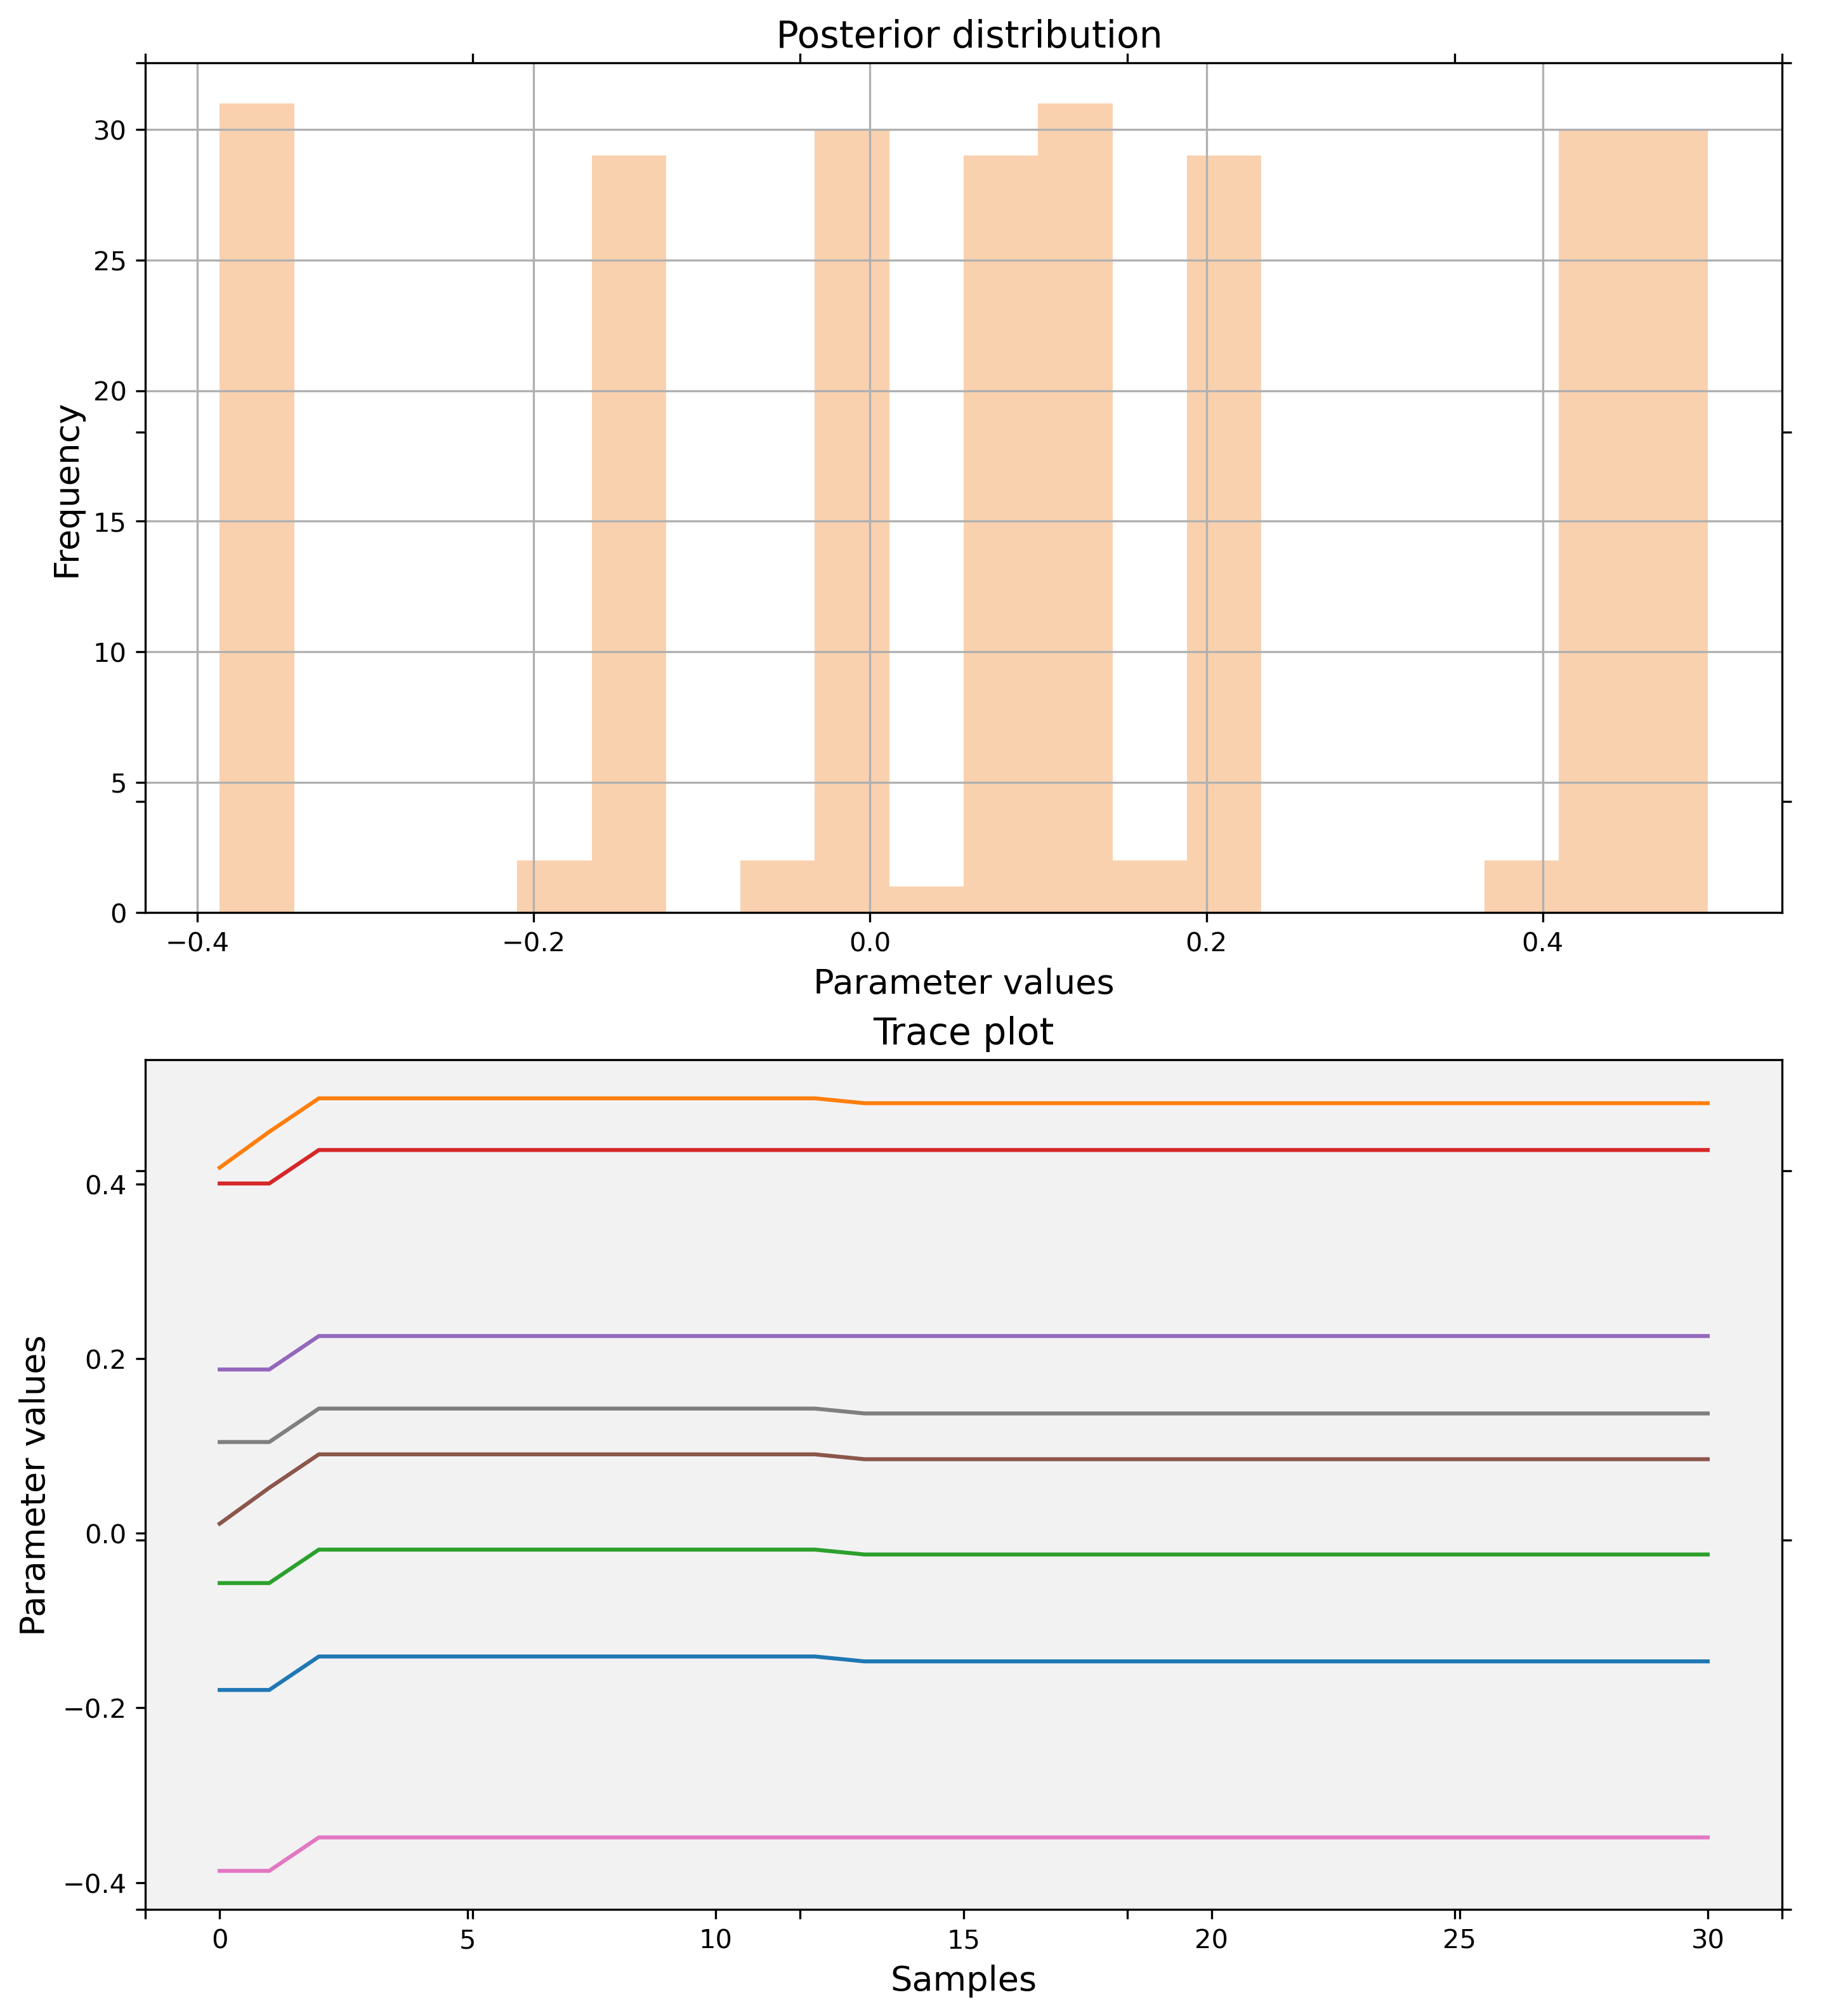 Posterior distribution
30
25
20
15
10
5
0
Frequency
−0.4 −0.2 0.0 0.2 0.4
Parameter values
Trace plot
0.4
0.2
0.0
−0.2
−0.4
Parameter values
0 5 10 15 20 25 30
Samples